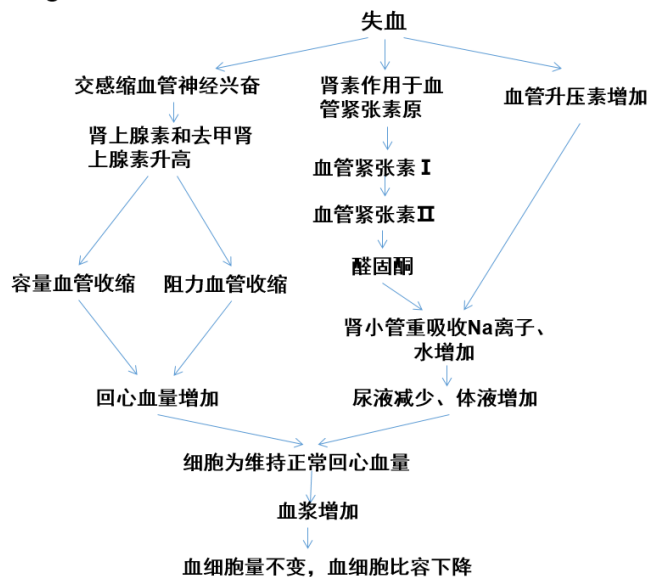 失血
交感缩血管神经兴奋
肾素作用于血
管紧张素原
血管升压素增加
肾上腺素和去甲肾
上腺素升高
血管紧张素Ⅰ
血管紧张素Ⅱ
醛固酮
容量血管收缩
阻力血管收缩
肾小管重吸收Na离子、
水增加
回心血量增加
尿液减少、体液增加
细胞为维持正常回心血量
血浆增加
血细胞量不变，血细胞比容下降